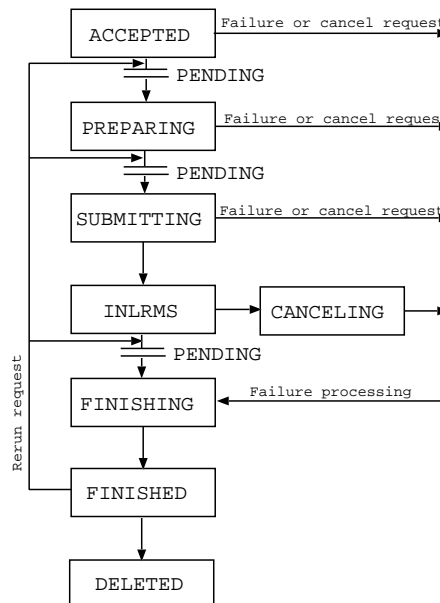 Failure or cancel request
ACCEPTED
PENDING
Failure or cancel request
PREPARING
PENDING
Failure or cancel request
SUBMITTING
INLRMS
CANCELING
PENDING
Rerun request
Failure processing
FINISHING
FINISHED
DELETED